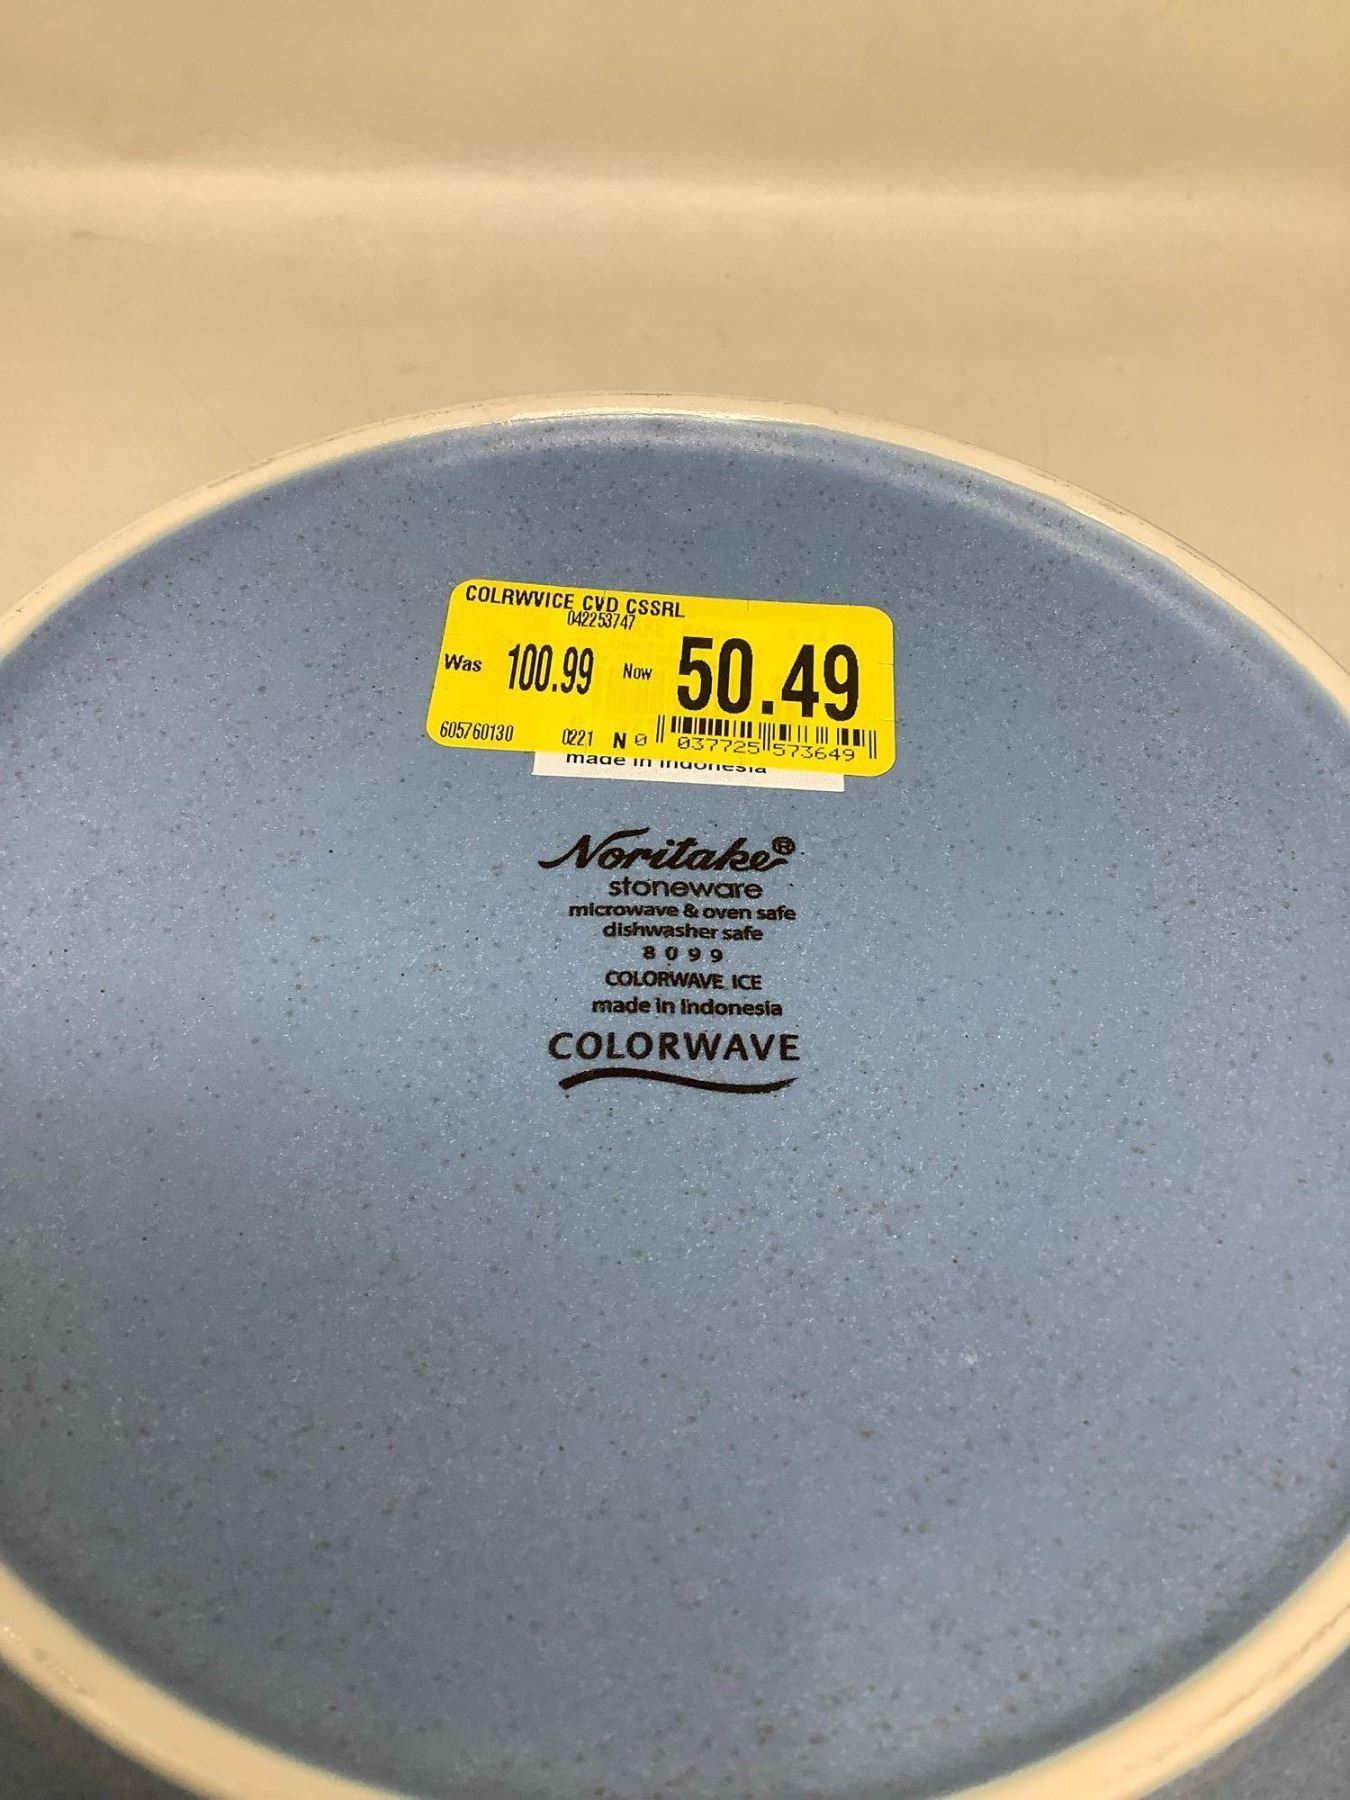 COLRWVICE CVD CSSRL
042253747
Was 100.99 Now 50.49
605760130 0221 N 0 037725 573649
made in Indonesia
Noritake®
stoneware
microwave & oven safe
dishwasher safe
8099
COLORWAVE ICE
made in Indonesia
COLORWAVE